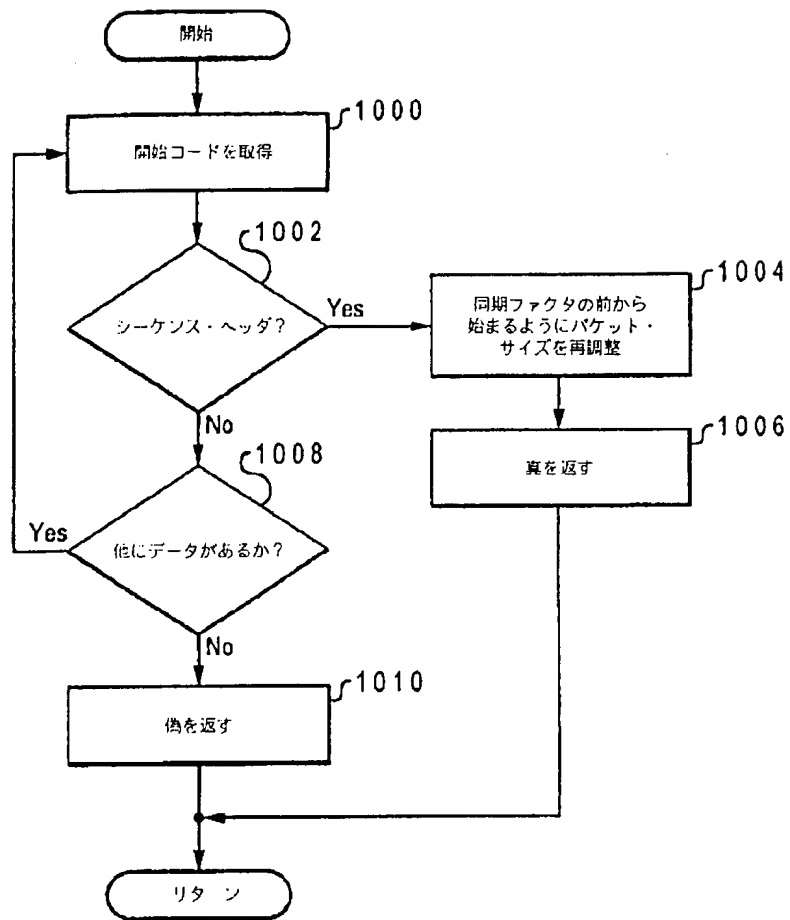 開始
1000
開始コードを取得
1002
シーケンス・ヘッダ?
Yes
1004
同期ファクタの前から
始まるようにパケット・
サイズを再調整
No
1006
真を返す
1008
Yes
他にデータがあるか?
No
1010
偽を返す
リターン